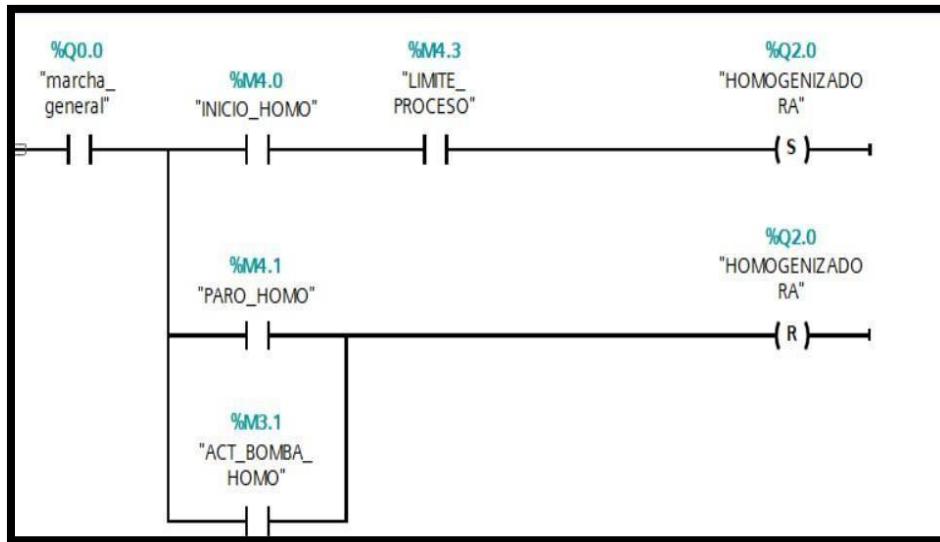 %Q0.0
"marcha_
general"
%M4.0
"INICIO_HOMO"
%M4.3
"LIMITE_
PROCESO"
%Q2.0
"HOMOGENIZADO
RA"
S
%M4.1
"PARO_HOMO"
%Q2.0
"HOMOGENIZADO
RA"
R
%M3.1
"ACT_BOMBA_
HOMO"